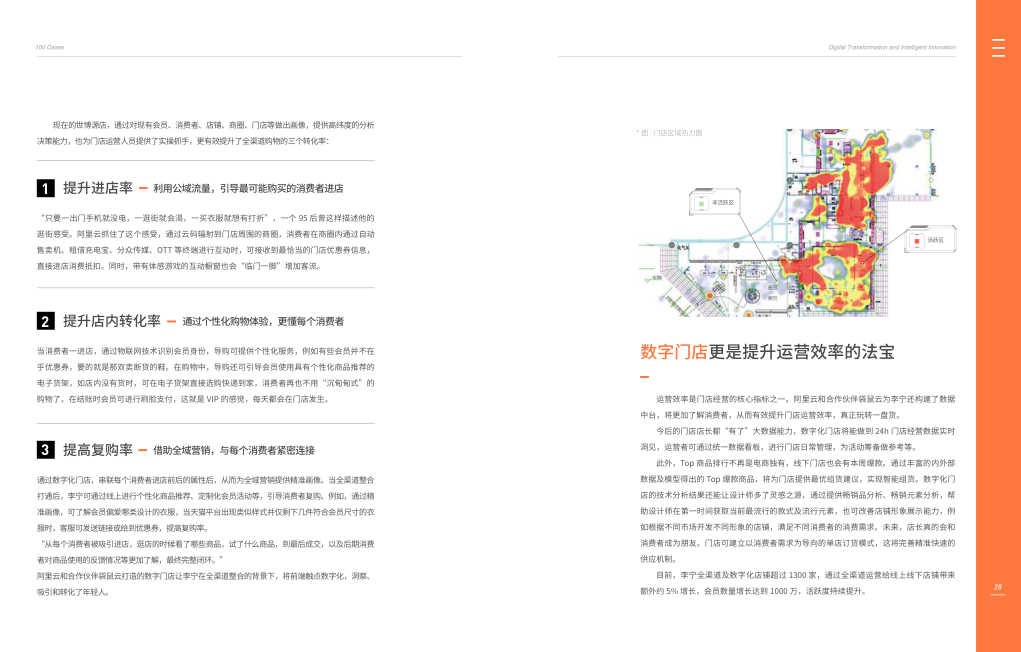 100 Cases
现在的世博源店，通过对现有会员、消费者、店铺、商圈、门店等做出画像，提供高纬度的分析
决策能力，也为门店运营人员提供了实操抓手，更有效提升了全渠道购物的三个转化率：
1 提升进店率 — 利用公域流量，引导最可能购买的消费者进店
“只要一出门手机就没电，一逛街就会渴，一买衣服就想有打折”，一个 95 后曾这样描述他的
逛街感受。阿里云抓住了这个感受，通过云码辐射到门店周围的商圈，消费者在商圈内通过自动
售卖机、租借充电宝、分众传媒、OTT 等终端进行互动时，可接收到最恰当的门店优惠券信息，
直接进店消费抵扣。同时，带有体感游戏的互动橱窗也会“临门一脚”增加客流。
2 提升店内转化率 — 通过个性化购物体验，更懂每个消费者
当消费者一进店，通过物联网技术识别会员身份，导购可提供个性化服务，例如有些会员并不在
乎优惠券，要的就是那双卖断货的鞋。在购物中，导购还可引导会员使用具有个性化商品推荐的
电子货架，如店内没有货时，可在电子货架直接选购快递到家，消费者再也不用“沉甸甸式”的
购物了。在结账时会员可进行刷脸支付，这就是 VIP 的感觉，每天都会在门店发生。
3 提高复购率 — 借助全域营销，与每个消费者紧密连接
通过数字化门店，串联每个消费者进店前后的属性后，从而为全域营销提供精准画像。当全渠道整合
打通后，李宁可通过线上进行个性化商品推荐、定制化会员活动等，引导消费者复购。例如，通过精
准画像，可了解会员偏爱哪类设计的衣服，当天猫平台出现类似样式并仅剩下几件符合会员尺寸的衣
服时，客服可发送链接或给到优惠券，提高复购率。
“从每个消费者被吸引进店，逛店的时候看了哪些商品，试了什么商品，到最后成交，以及后期消费
者对商品使用的反馈情况等更加了解，最终完整闭环。”
阿里云和合作伙伴袋鼠云打造的数字门店让李宁在全渠道整合的背景下，将前端触点数字化，洞察、
吸引和转化了年轻人。
Digital Transformation and Intelligent Innovation
* 图：门店区域热力图
非活跃区
活跃区
数字门店更是提升运营效率的法宝
运营效率是门店经营的核心指标之一。阿里云和合作伙伴袋鼠云为李宁还构建了数据
中台，将更加了解消费者，从而有效提升门店运营效率，真正玩转一盘货。
今后的门店店长都“有了”大数据能力，数字化门店将能做到 24h 门店经营数据实时
洞见，运营者可通过统一数据看板，进行门店日常管理，为活动筹备做参考等。
此外，Top 商品排行不再是电商独有，线下门店也会有本周爆款。通过丰富的内外部
数据及模型得出的 Top 爆款商品，将为门店提供最优组货建议，实现智能组货。数字化门
店的技术分析结果还能让设计师多了灵感之源，通过提供畅销品分析、畅销元素分析，帮
助设计师在第一时间获取当前最流行的款式及流行元素，也可改善店铺形象展示能力，例
如根据不同市场开发不同形象的店铺，满足不同消费者的消费需求。未来，店长真的会和
消费者成为朋友。门店可建立以消费者需求为导向的单店订货模式，这将完善精准快速的
供应机制。
目前，李宁全渠道及数字化店铺超过 1300 家，通过全渠道运营给线上线下店铺带来
额外约 5% 增长，会员数量增长达到 1000 万，活跃度持续提升。
28